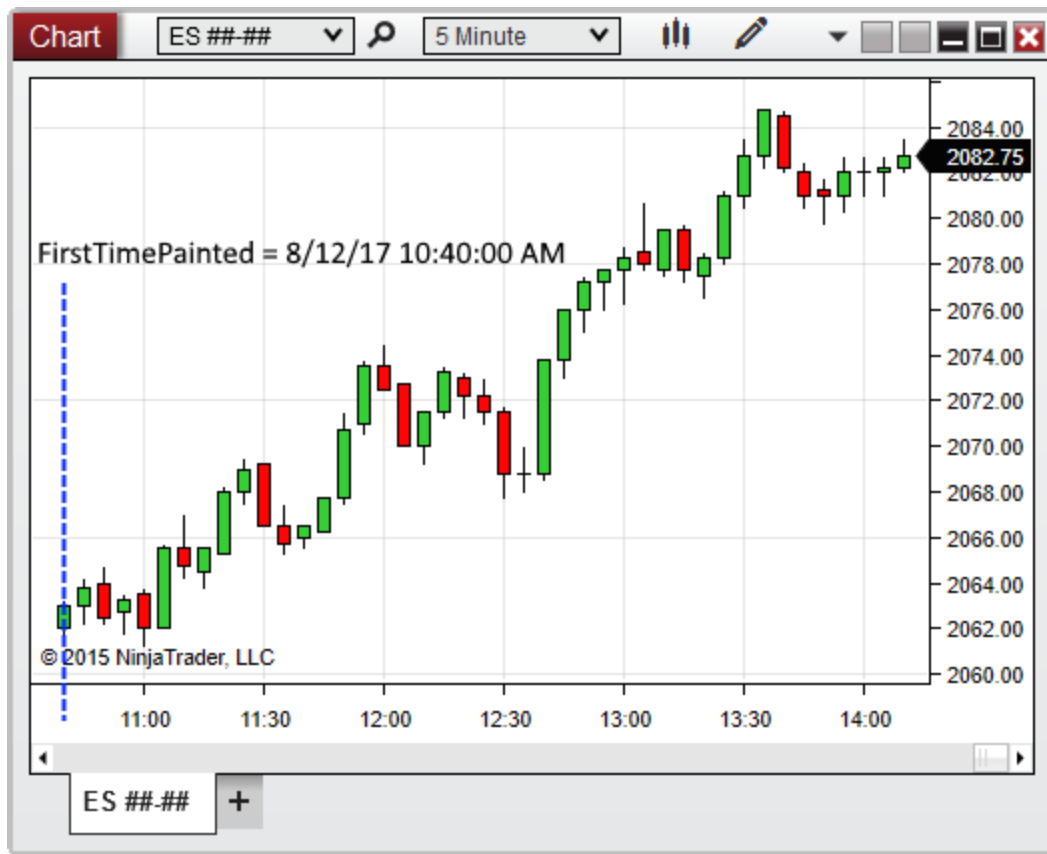 Chart ES ##-## 5 Minute
2084.00
2082.75
2082.00
2080.00
FirstTimePainted = 8/12/17 10:40:00 AM
2078.00
2076.00
2074.00
2072.00
2070.00
2068.00
2066.00
2064.00
2062.00
© 2015 NinjaTrader, LLC
2060.00
11:00 11:30 12:00 12:30 13:00 13:30 14:00
ES ##-## +